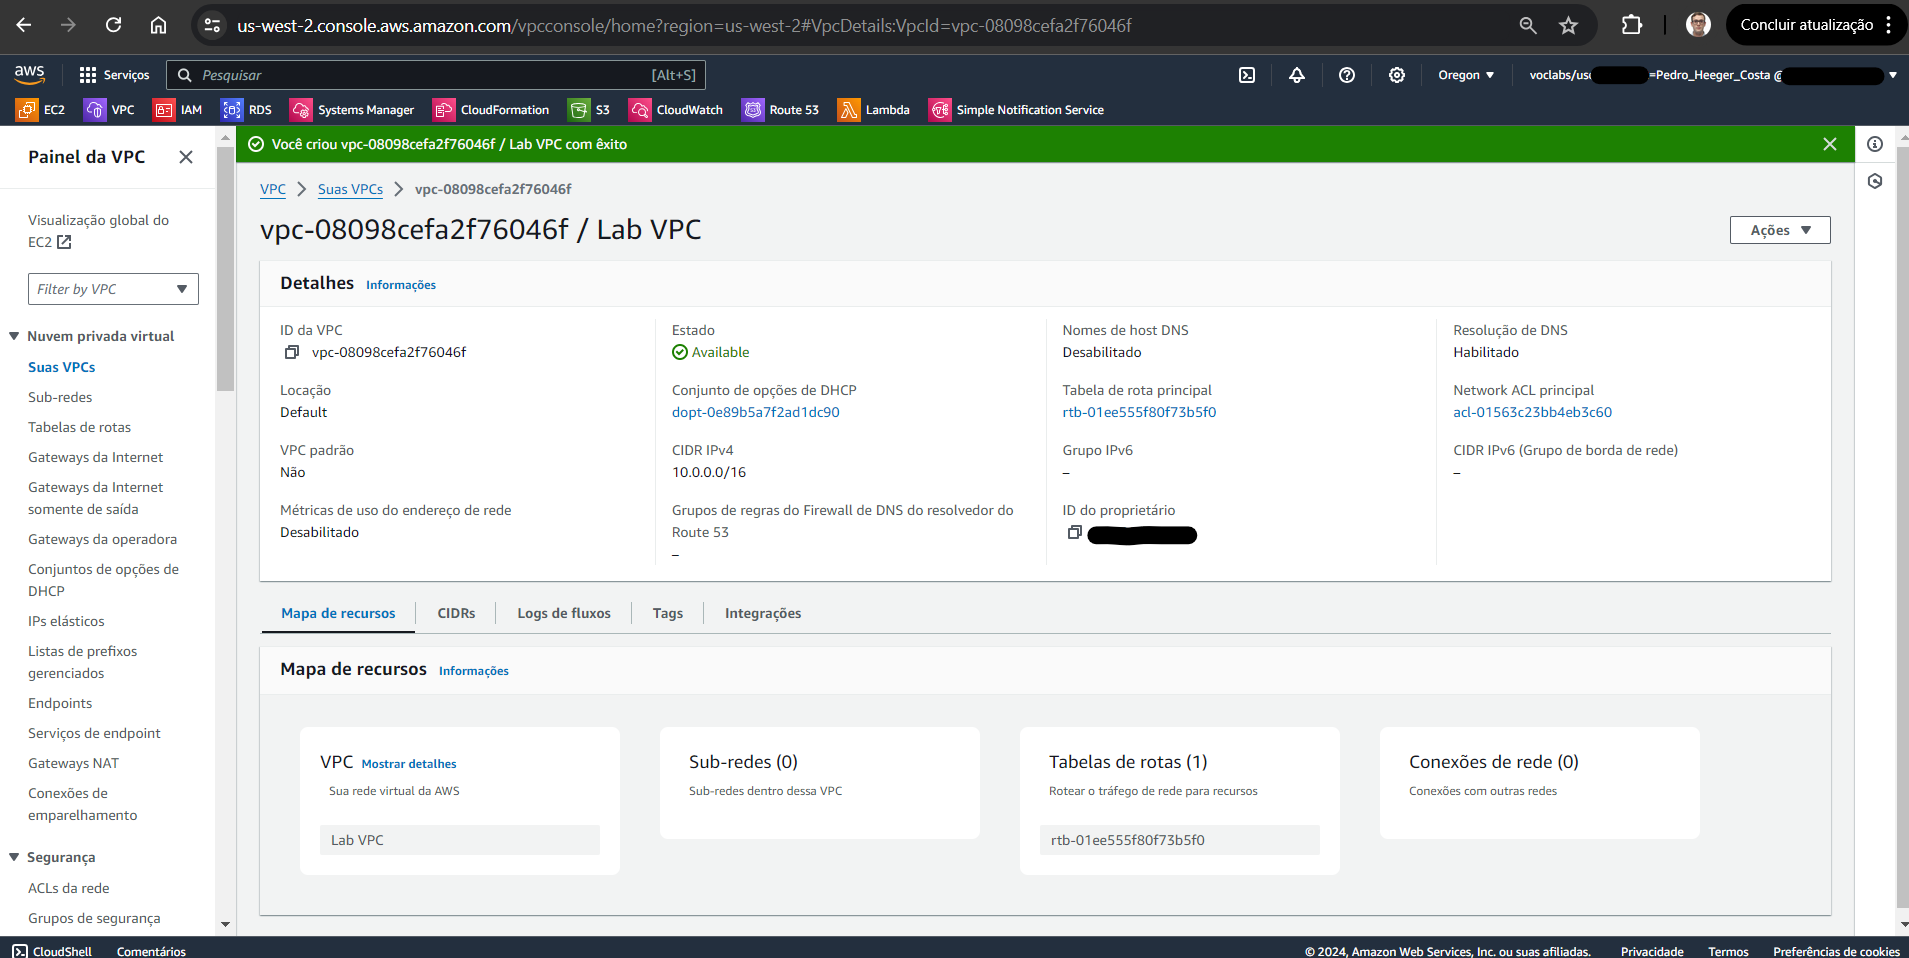 us-west-2.console.aws.amazon.com/vpcconsole/home?region=us-west-2#VpcDetails:VpcId=vpc-08098cefa2f76046f
Concluir atualização
aws
Serviços
Pesquisar
[Alt+S]
Oregon
voclabs/us
=Pedro_Heeger_Costa @
EC2
VPC
IAM
RDS
Systems Manager
CloudFormation
S3
CloudWatch
Route 53
Lambda
Simple Notification Service
Painel da VPC
Visualização global do
EC2
Filter by VPC
Nuvem privada virtual
Suas VPCs
Sub-redes
Tabelas de rotas
Gateways da Internet
Gateways da Internet
somente de saída
Gateways da operadora
Conjuntos de opções de
DHCP
IPs elásticos
Listas de prefixos
gerenciados
Endpoints
Serviços de endpoint
Gateways NAT
Conexões de
emparelhamento
Segurança
ACLs da rede
Grupos de segurança
Você criou vpc-08098cefa2f76046f / Lab VPC com êxito
VPC
Suas VPCs
vpc-08098cefa2f76046f
vpc-08098cefa2f76046f / Lab VPC
Ações
Detalhes
Informações
ID da VPC
vpc-08098cefa2f76046f
Estado
Available
Nomes de host DNS
Desabilitado
Resolução de DNS
Habilitado
Locação
Default
Conjunto de opções de DHCP
dopt-0e89b5a7f2ad1dc90
Tabela de rota principal
rtb-01ee555f80f73b5f0
Network ACL principal
acl-01563c23bb4eb3c60
VPC padrão
Não
CIDR IPv4
10.0.0.0/16
Grupo IPv6
–
CIDR IPv6 (Grupo de borda de rede)
–
Métricas de uso do endereço de rede
Desabilitado
Grupos de regras do Firewall de DNS do resolvedor do
Route 53
–
ID do proprietário
Mapa de recursos
CIDRs
Logs de fluxos
Tags
Integrações
Mapa de recursos
Informações
VPC
Mostrar detalhes
Sua rede virtual da AWS
Lab VPC
Sub-redes (0)
Sub-redes dentro dessa VPC
Tabelas de rotas (1)
Rotear o tráfego de rede para recursos
rtb-01ee555f80f73b5f0
Conexões de rede (0)
Conexões com outras redes
CloudShell
Comentários
© 2024, Amazon Web Services, Inc. ou suas afiliadas.
Privacidade
Termos
Preferências de cookies